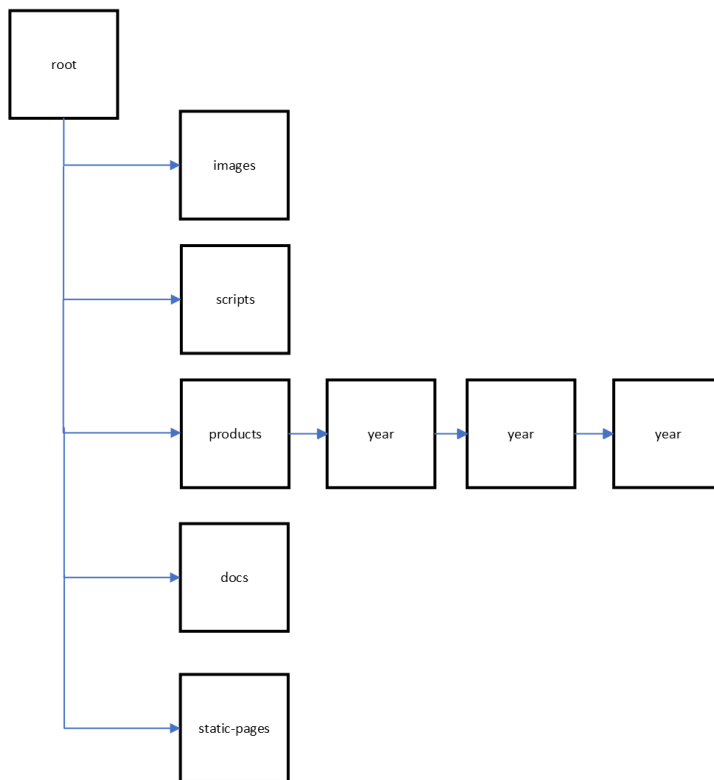 root
images
scripts
products
year
year
year
docs
static-pages